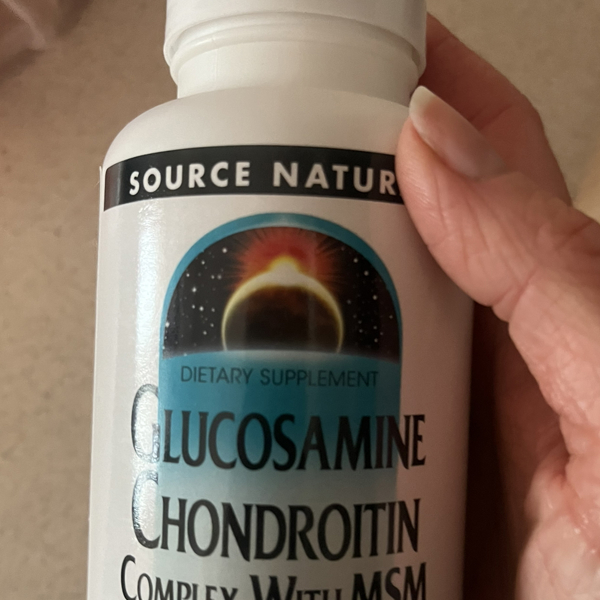 SOURCE NATUR
DIETARY SUPPLEMENT
GLUCOSAMINE
CHONDROITIN
COMPLEX WITH MSM